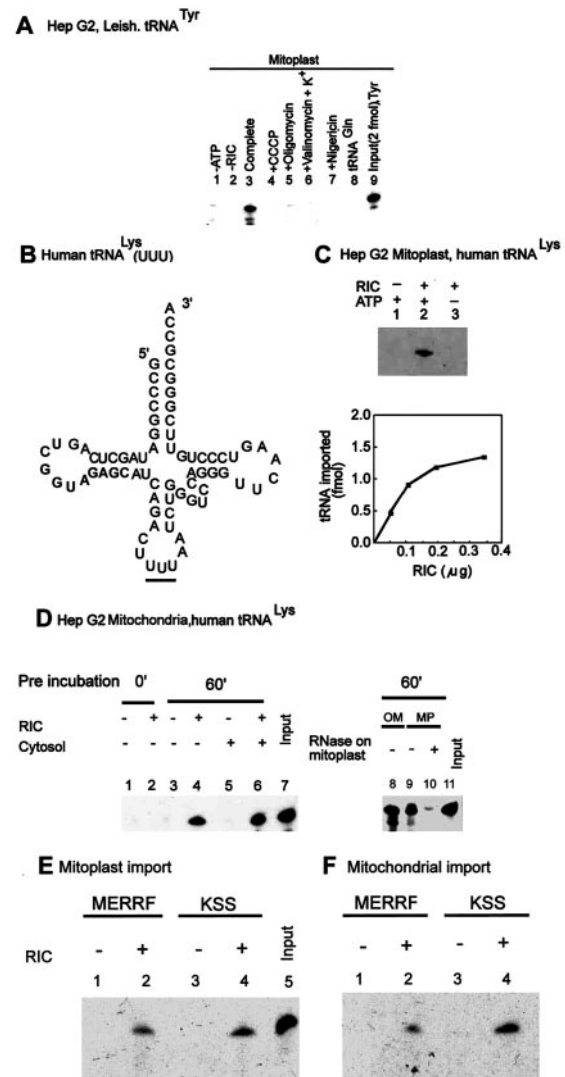 A Hep G2, Leish. tRNA Tyr
Mitoplast
-ATP
-RIC
Complete
+CCCP
+Oligomycin
+Valinomycin + K+
+Nigericin
tRNA Gln
Input(2 fmol),Tyr
1 2 3 4 5 6 7 8 9
B Human tRNA Lys (UUU)
3'
5'
C Hep G2 Mitoplast, human tRNA Lys
RIC - + +
ATP + + -
1 2 3
2.0
1.5
1.0
0.5
0.0
tRNA imported (fmol)
0.1 0.2 0.3 0.4
RIC (µg)
D Hep G2 Mitochondria,human tRNA Lys
Pre incubation 0' 60'
RIC - + - + - +
Cytosol - - - - + +
Input
1 2 3 4 5 6 7
60'
OM MP
RNase on mitoplast - - +
Input
8 9 10 11
E Mitoplast import
MERRF KSS
Input
RIC - + - +
1 2 3 4 5
F Mitochondrial import
MERRF KSS
- + - +
1 2 3 4